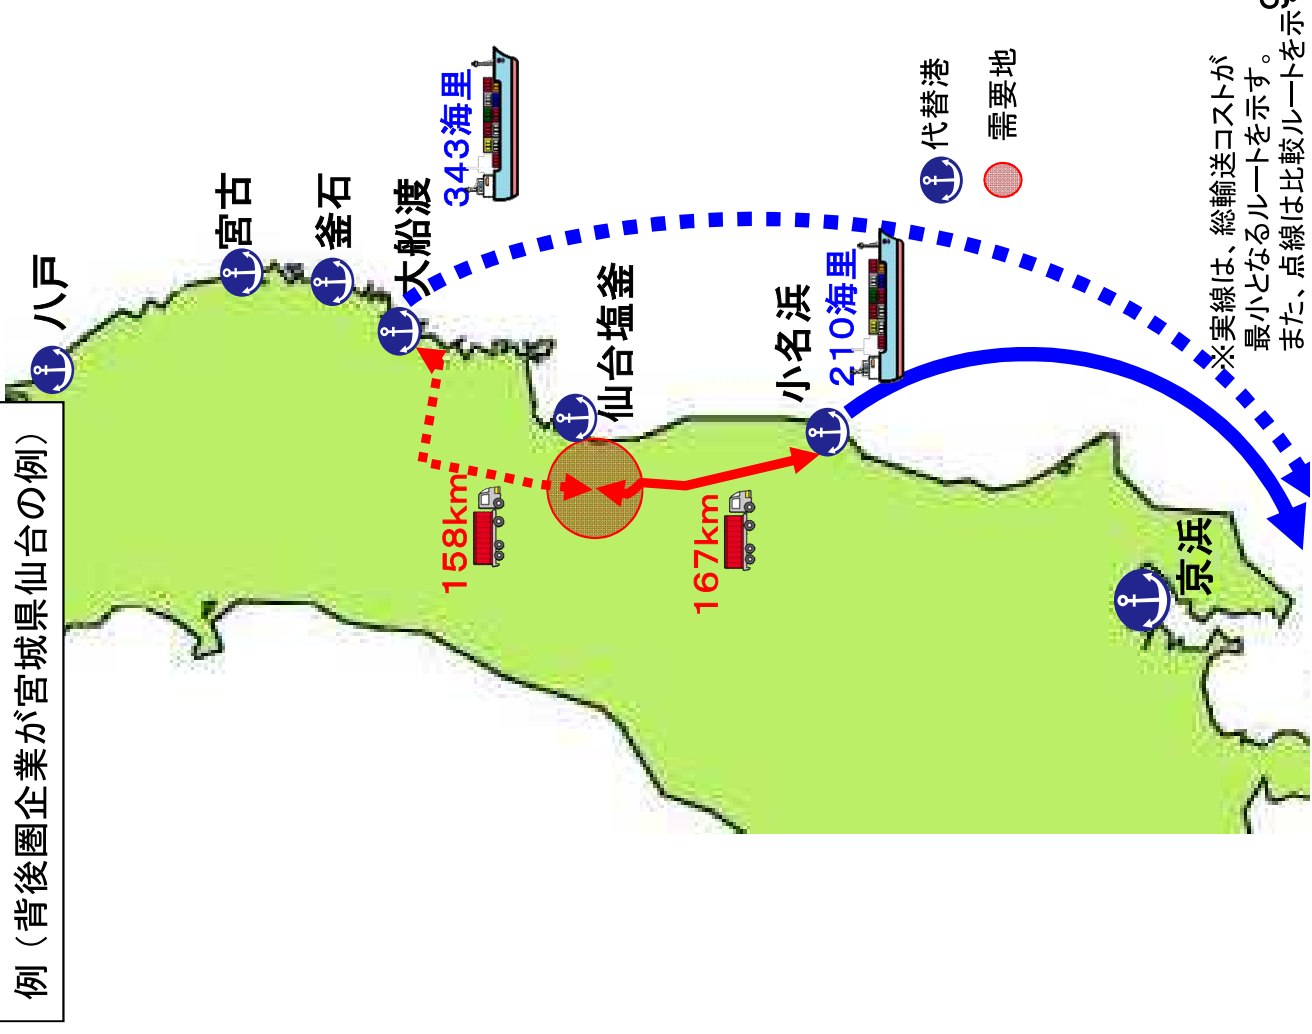 例（背後圏企業が宮城県仙台の例）
八戸
宮古
釜石
大船渡
343海里
仙台塩釜
158km
167km
小名浜
210海里
京浜
代替港
需要地
※実線は、総輸送コストが
最小となるルートを示す。
また、点線は比較ルートを示